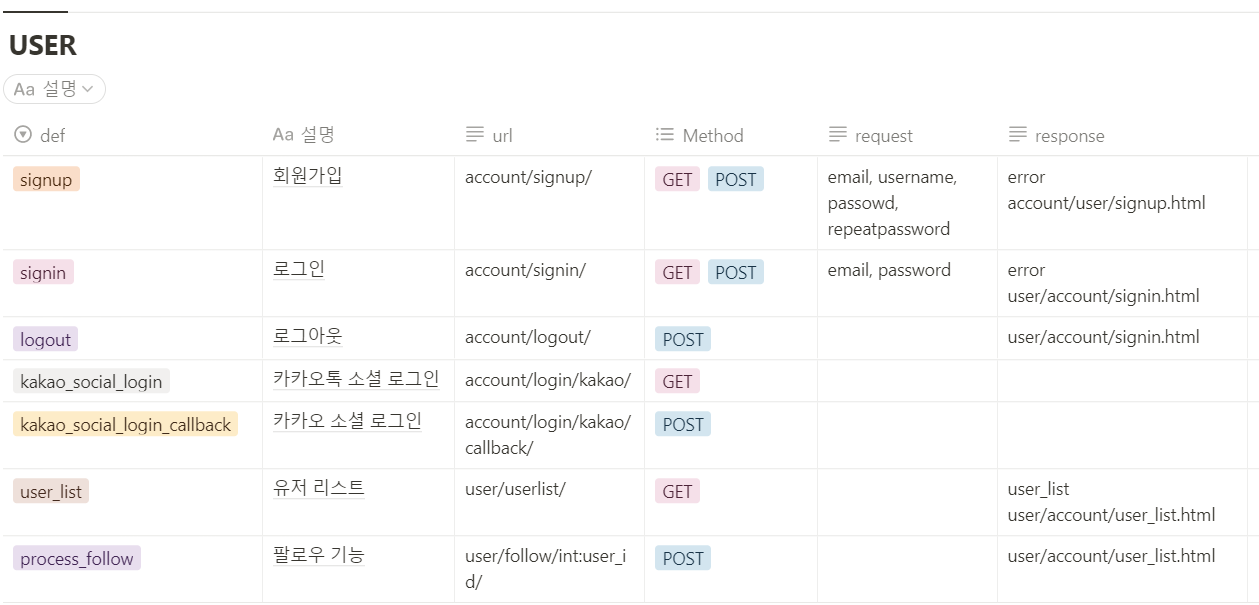 USER
Aa 설명
def Aa 설명 url Method request response
signup 회원가입 account/signup/ GET POST email, username, error
passowd, account/user/signup.html
repeatpassword
signin 로그인 account/signin/ GET POST email, password error
user/account/signin.html
logout 로그아웃 account/logout/ POST user/account/signin.html
kakao_social_login 카카오톡 소셜 로그인 account/login/kakao/ GET
kakao_social_login_callback 카카오 소셜 로그인 account/login/kakao/ POST
callback/
user_list 유저 리스트 user/userlist/ GET user_list
user/account/user_list.html
process_follow 팔로우 기능 user/follow/int:user_i POST user/account/user_list.html
d/